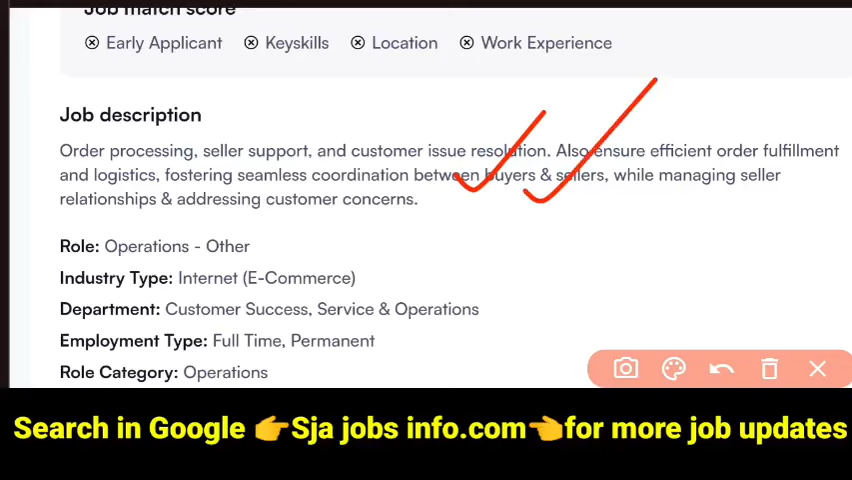 Job match score
Early Applicant Keyskills Location Work Experience
Job description
Order processing, seller support, and customer issue resolution. Also ensure efficient order fulfillment
and logistics, fostering seamless coordination between buyers & sellers, while managing seller
relationships & addressing customer concerns.
Role: Operations - Other
Industry Type: Internet (E-Commerce)
Department: Customer Success, Service & Operations
Employment Type: Full Time, Permanent
Role Category: Operations
Search in Google 👉Sja jobs info.com👈for more job updates